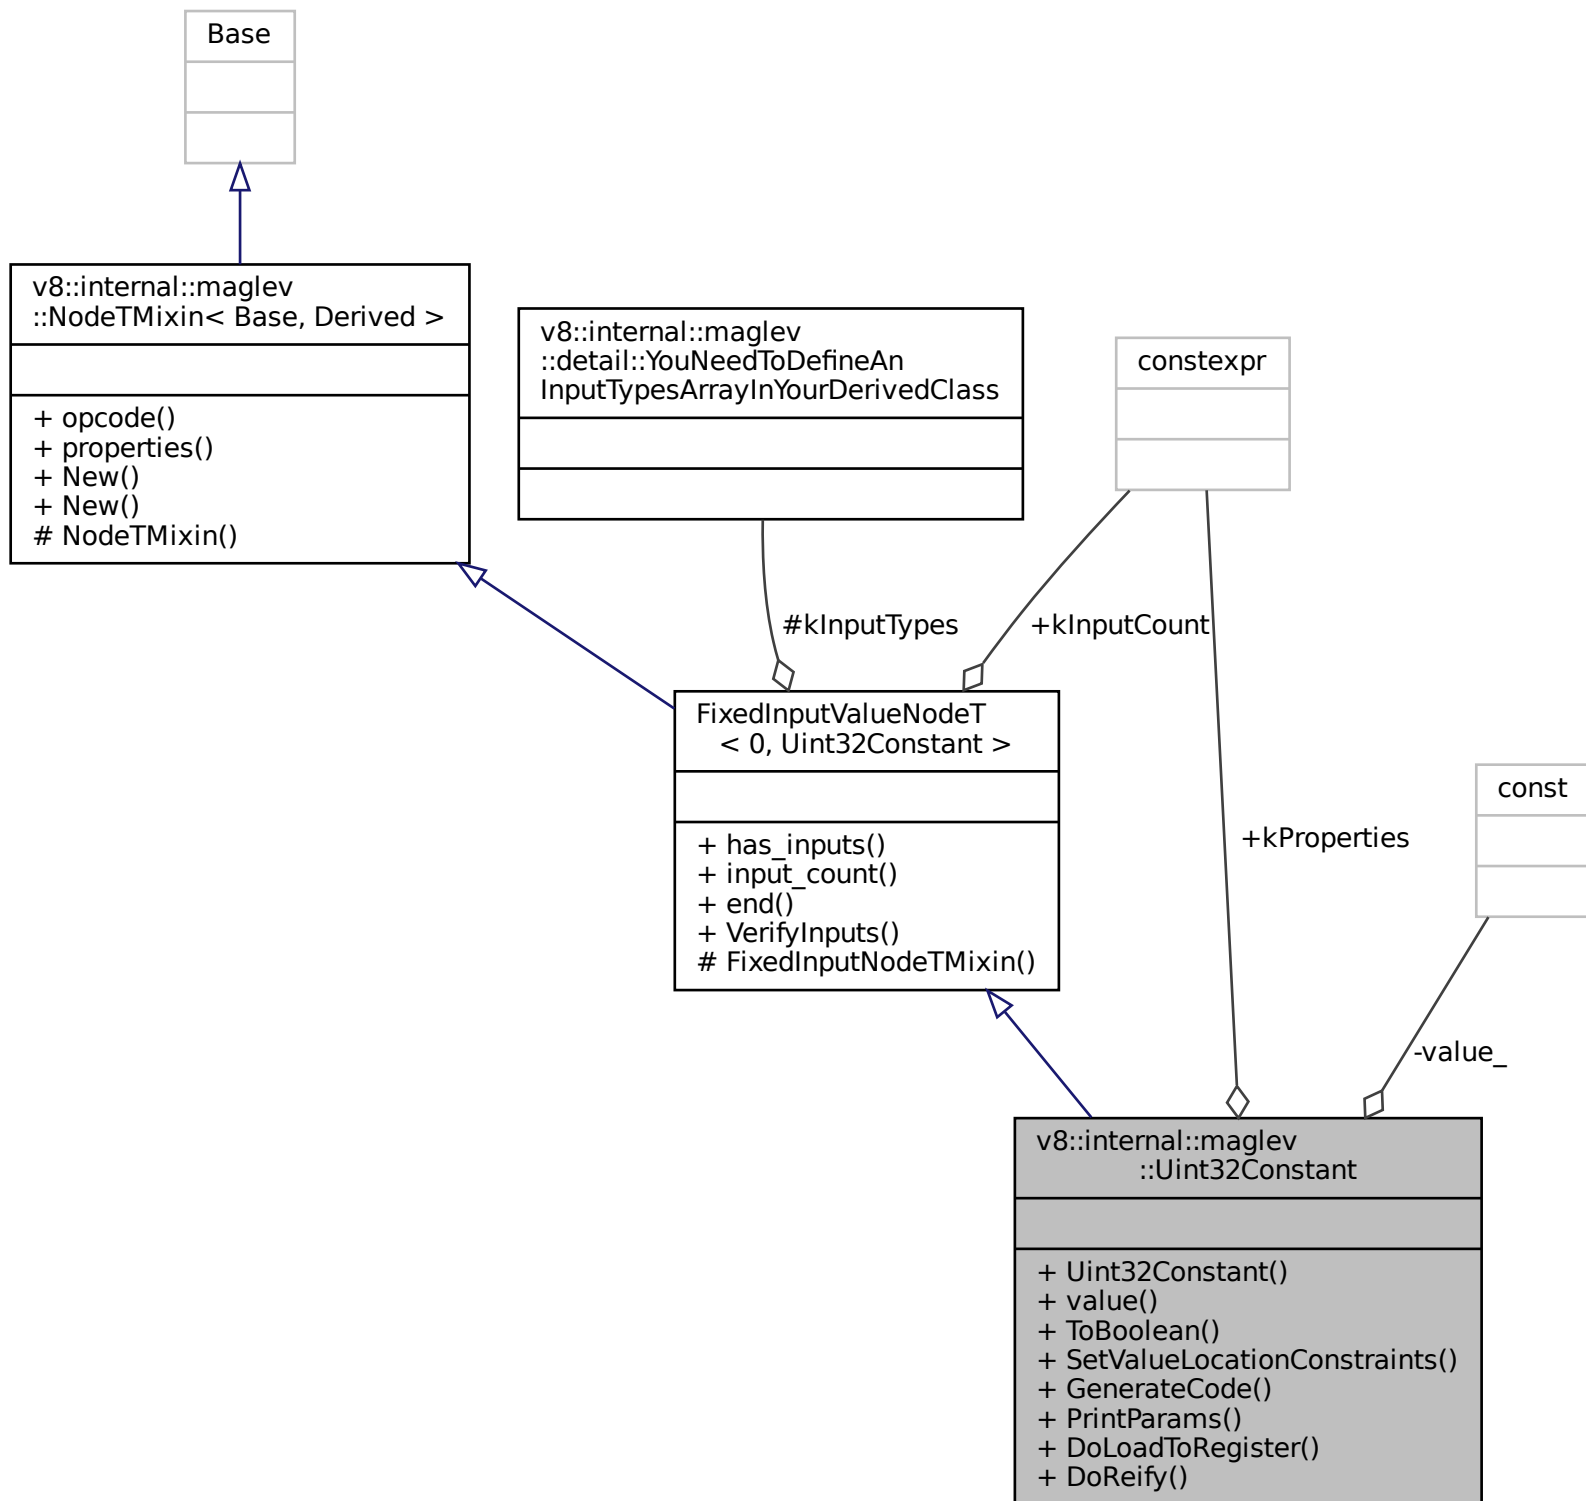 Base
v8::internal::maglev
::NodeTMixin< Base, Derived >
+ opcode()
+ properties()
+ New()
+ New()
# NodeTMixin()
v8::internal::maglev
::detail::YouNeedToDefineAn
InputTypesArrayInYourDerivedClass
constexpr
#kInputTypes
+kInputCount
FixedInputValueNodeT
< 0, Uint32Constant >
+ has_inputs()
+ input_count()
+ end()
+ VerifyInputs()
# FixedInputNodeTMixin()
const
+kProperties
-value_
v8::internal::maglev
::Uint32Constant
+ Uint32Constant()
+ value()
+ ToBoolean()
+ SetValueLocationConstraints()
+ GenerateCode()
+ PrintParams()
+ DoLoadToRegister()
+ DoReify()